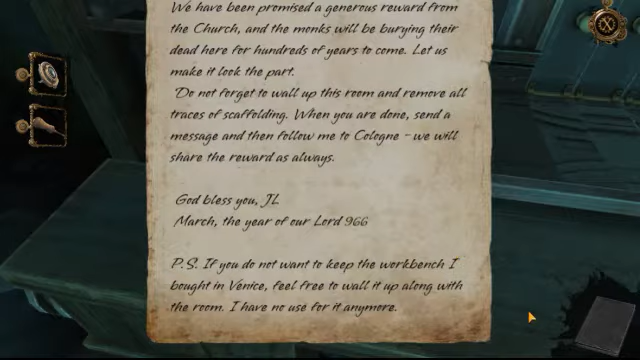 We have been promised a generous reward from
the Church, and the monks will be burying their
dead here for hundreds of years to come. Let us
make it look the part.
"Do not forget to wall up this room and remove all
traces of scaffolding. When you are done, send a
message and then follow me to Cologne - we will
share the reward as always.
God bless you, JL
March, the year of our Lord 966
P.S. If you do not want to keep the workbench I
bought in Venice, feel free to wall it up along with
the room. I have no use for it anymore.